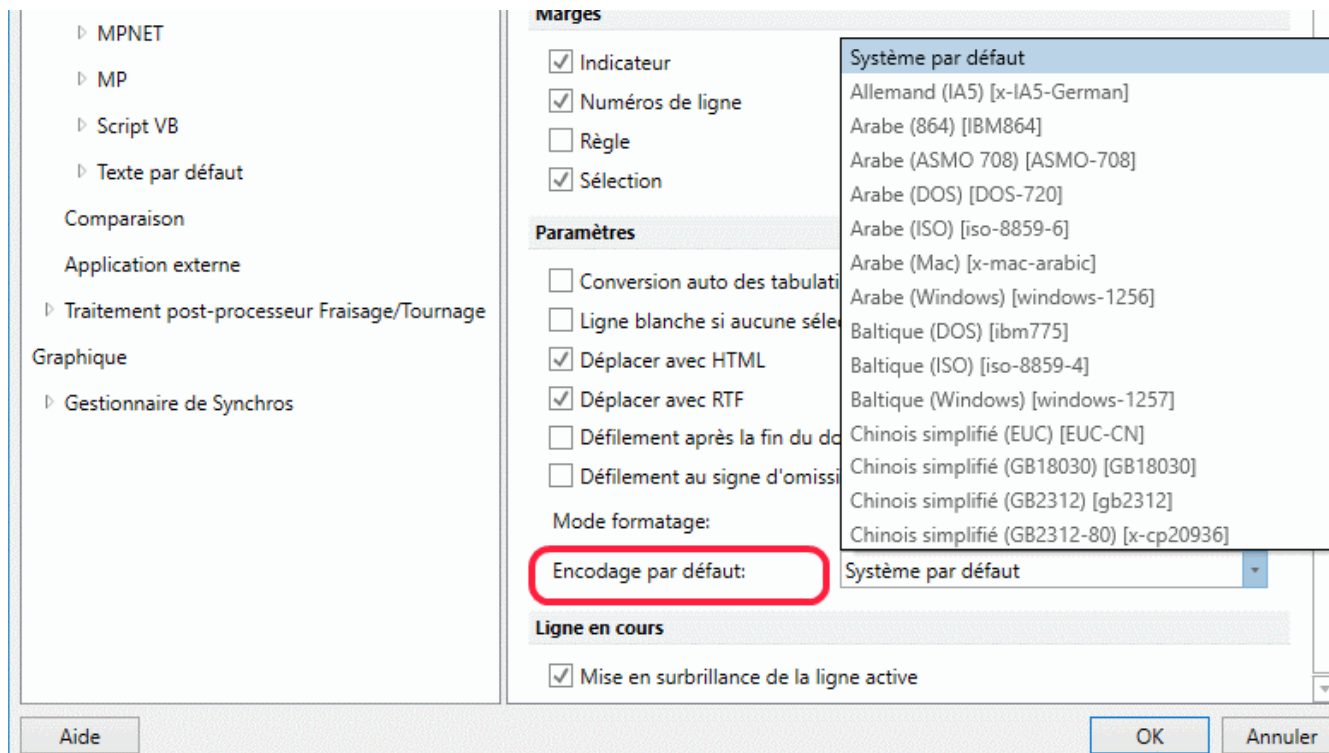 MPNET
MP
Script VB
Texte par défaut
Comparaison
Application externe
Traitement post-processeur Fraisage/Tournage
Graphique
Gestionnaire de Synchros
Marges
Indicateur
Numéros de ligne
Règle
Sélection
Paramètres
Conversion auto des tabulati
Ligne blanche si aucune sélec
Déplacer avec HTML
Déplacer avec RTF
Défilement après la fin du do
Défilement au signe d'omissi
Mode formatage:
Encodage par défaut:
Système par défaut
Ligne en cours
Mise en surbrillance de la ligne active
Système par défaut
Allemand (IA5) [x-IA5-German]
Arabe (864) [IBM864]
Arabe (ASMO 708) [ASMO-708]
Arabe (DOS) [DOS-720]
Arabe (ISO) [iso-8859-6]
Arabe (Mac) [x-mac-arabic]
Arabe (Windows) [windows-1256]
Baltique (DOS) [ibm775]
Baltique (ISO) [iso-8859-4]
Baltique (Windows) [windows-1257]
Chinois simplifié (EUC) [EUC-CN]
Chinois simplifié (GB18030) [GB18030]
Chinois simplifié (GB2312) [gb2312]
Chinois simplifié (GB2312-80) [x-cp20936]
Aide
OK
Annuler